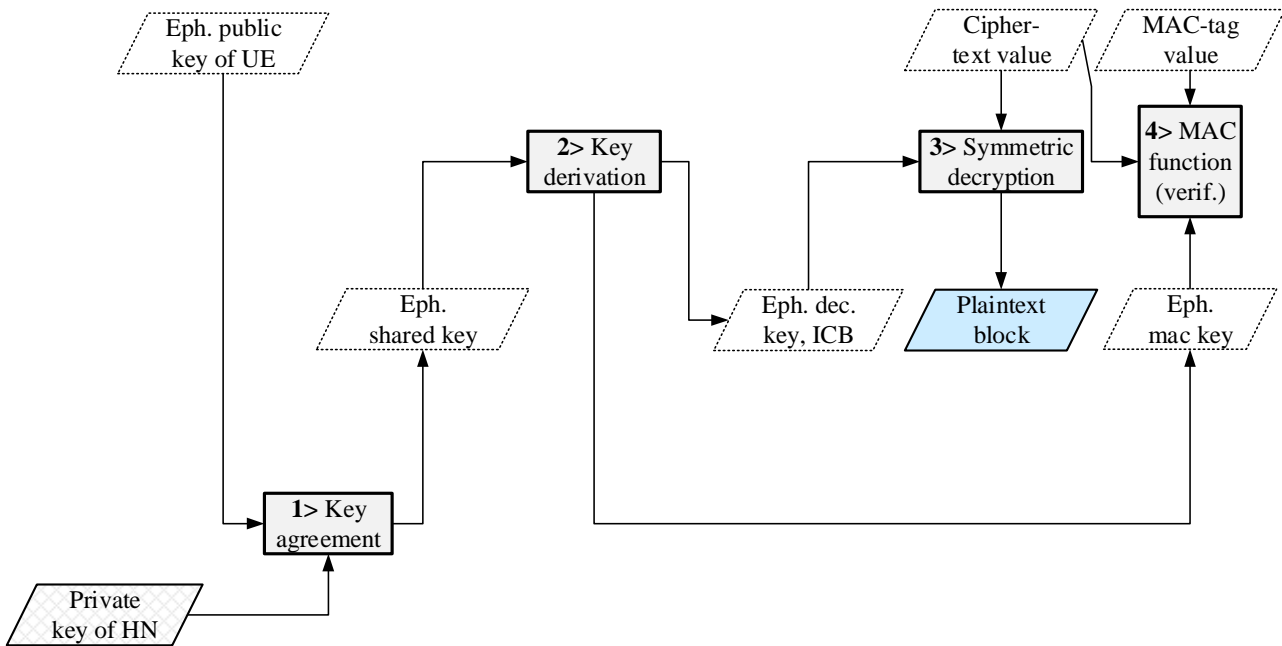 Eph. public
key of UE
Cipher-
text value
MAC-tag
value
2> Key
derivation
3> Symmetric
decryption
4> MAC
function
(verif.)
Eph.
shared key
Eph. dec.
key, ICB
Plaintext
block
Eph.
mac key
1> Key
agreement
Private
key of HN